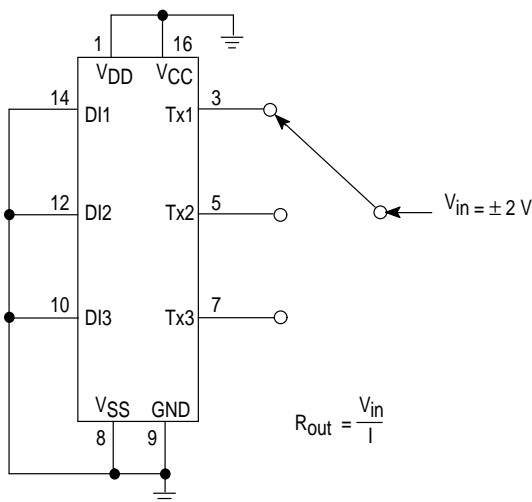 1 16
VDD VCC
14 DI1 Tx1 3
12 DI2 Tx2 5
Vin = ± 2 V
10 DI3 Tx3 7
VSS GND
8 9
Rout = Vin / I